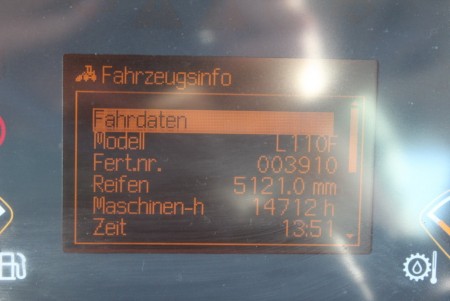 Fahrzeugsinfo
Fahrdaten
Modell L110F
Fert.nr. 003910
Reifen 5121.0 mm
Maschinen-h 14712 h
Zeit 13:51